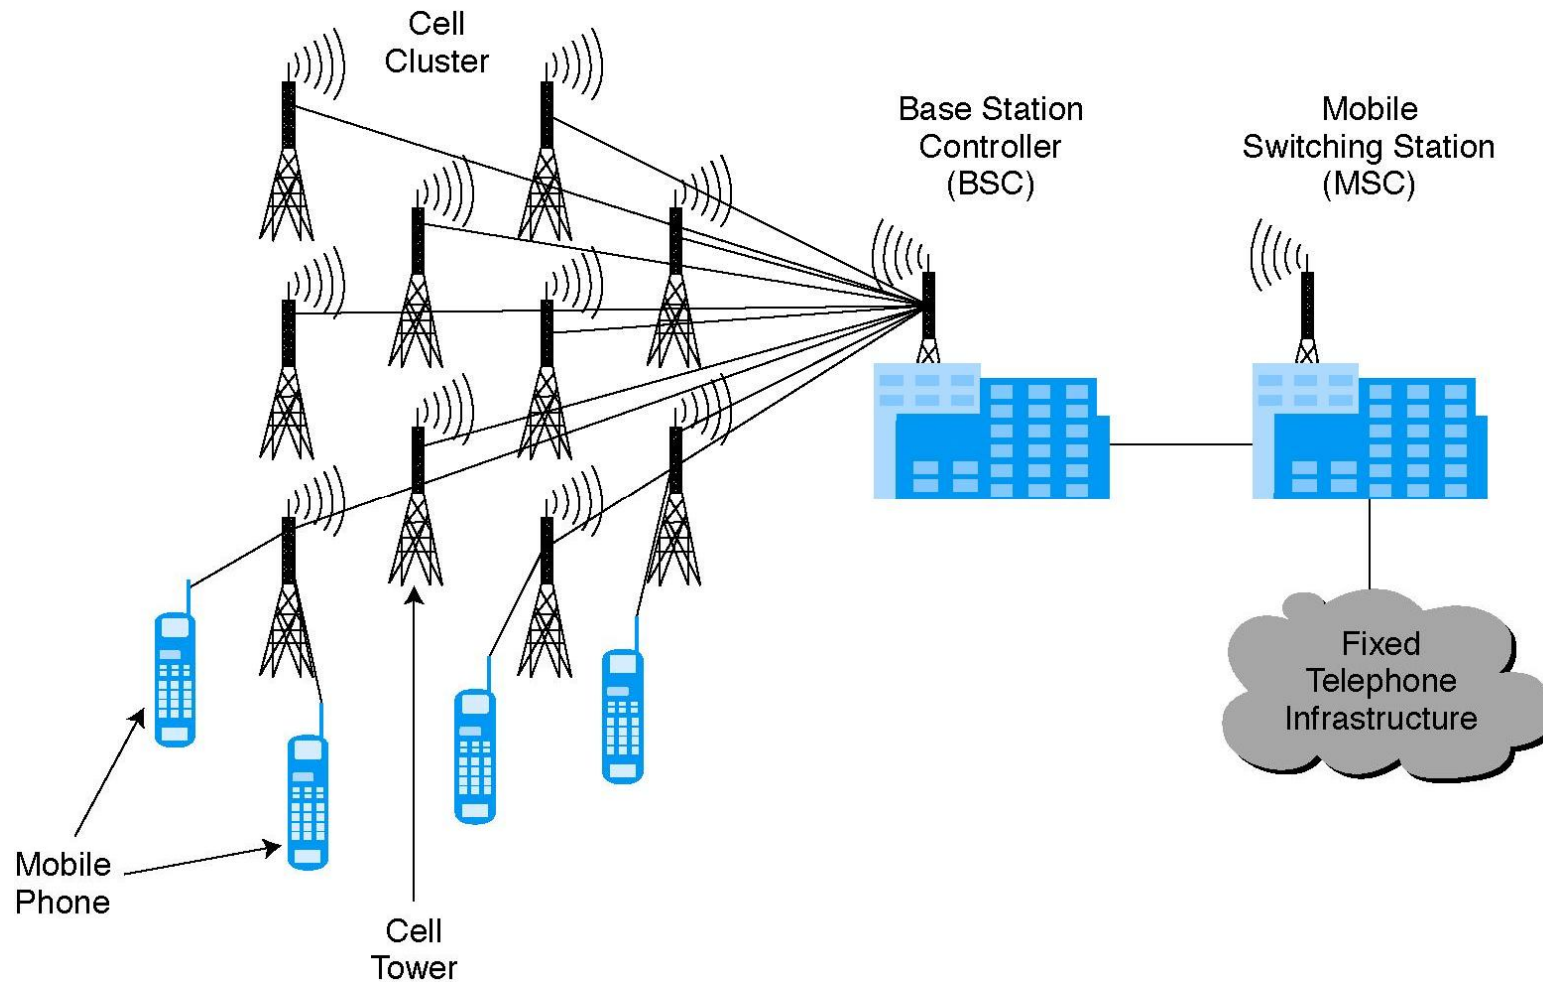 Cell
Cluster
Base Station
Controller
(BSC)
Mobile
Switching Station
(MSC)
Fixed
Telephone
Infrastructure
Mobile
Phone
Cell
Tower